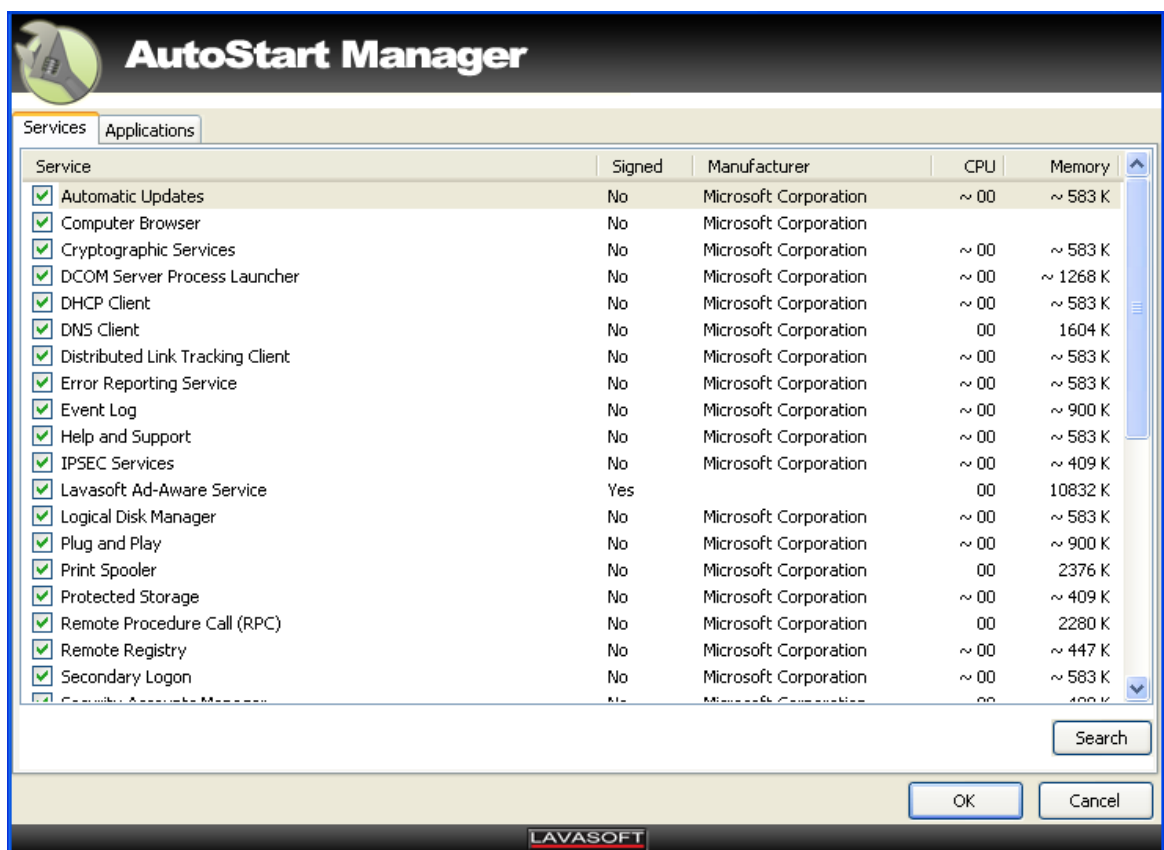 AutoStart Manager
Services Applications
Service Signed Manufacturer CPU Memory
Automatic Updates No Microsoft Corporation ~ 00 ~ 583 K
Computer Browser No Microsoft Corporation
Cryptographic Services No Microsoft Corporation ~ 00 ~ 583 K
DCOM Server Process Launcher No Microsoft Corporation ~ 00 ~ 1268 K
DHCP Client No Microsoft Corporation ~ 00 ~ 583 K
DNS Client No Microsoft Corporation 00 1604 K
Distributed Link Tracking Client No Microsoft Corporation ~ 00 ~ 583 K
Error Reporting Service No Microsoft Corporation ~ 00 ~ 583 K
Event Log No Microsoft Corporation ~ 00 ~ 900 K
Help and Support No Microsoft Corporation ~ 00 ~ 583 K
IPSEC Services No Microsoft Corporation ~ 00 ~ 409 K
Lavasoft Ad-Aware Service Yes 00 10832 K
Logical Disk Manager No Microsoft Corporation ~ 00 ~ 583 K
Plug and Play No Microsoft Corporation ~ 00 ~ 900 K
Print Spooler No Microsoft Corporation 00 2376 K
Protected Storage No Microsoft Corporation ~ 00 ~ 409 K
Remote Procedure Call (RPC) No Microsoft Corporation 00 2280 K
Remote Registry No Microsoft Corporation ~ 00 ~ 447 K
Secondary Logon No Microsoft Corporation ~ 00 ~ 583 K
Security Accounts Manager No Microsoft Corporation
Search
OK Cancel
LAVASOFT